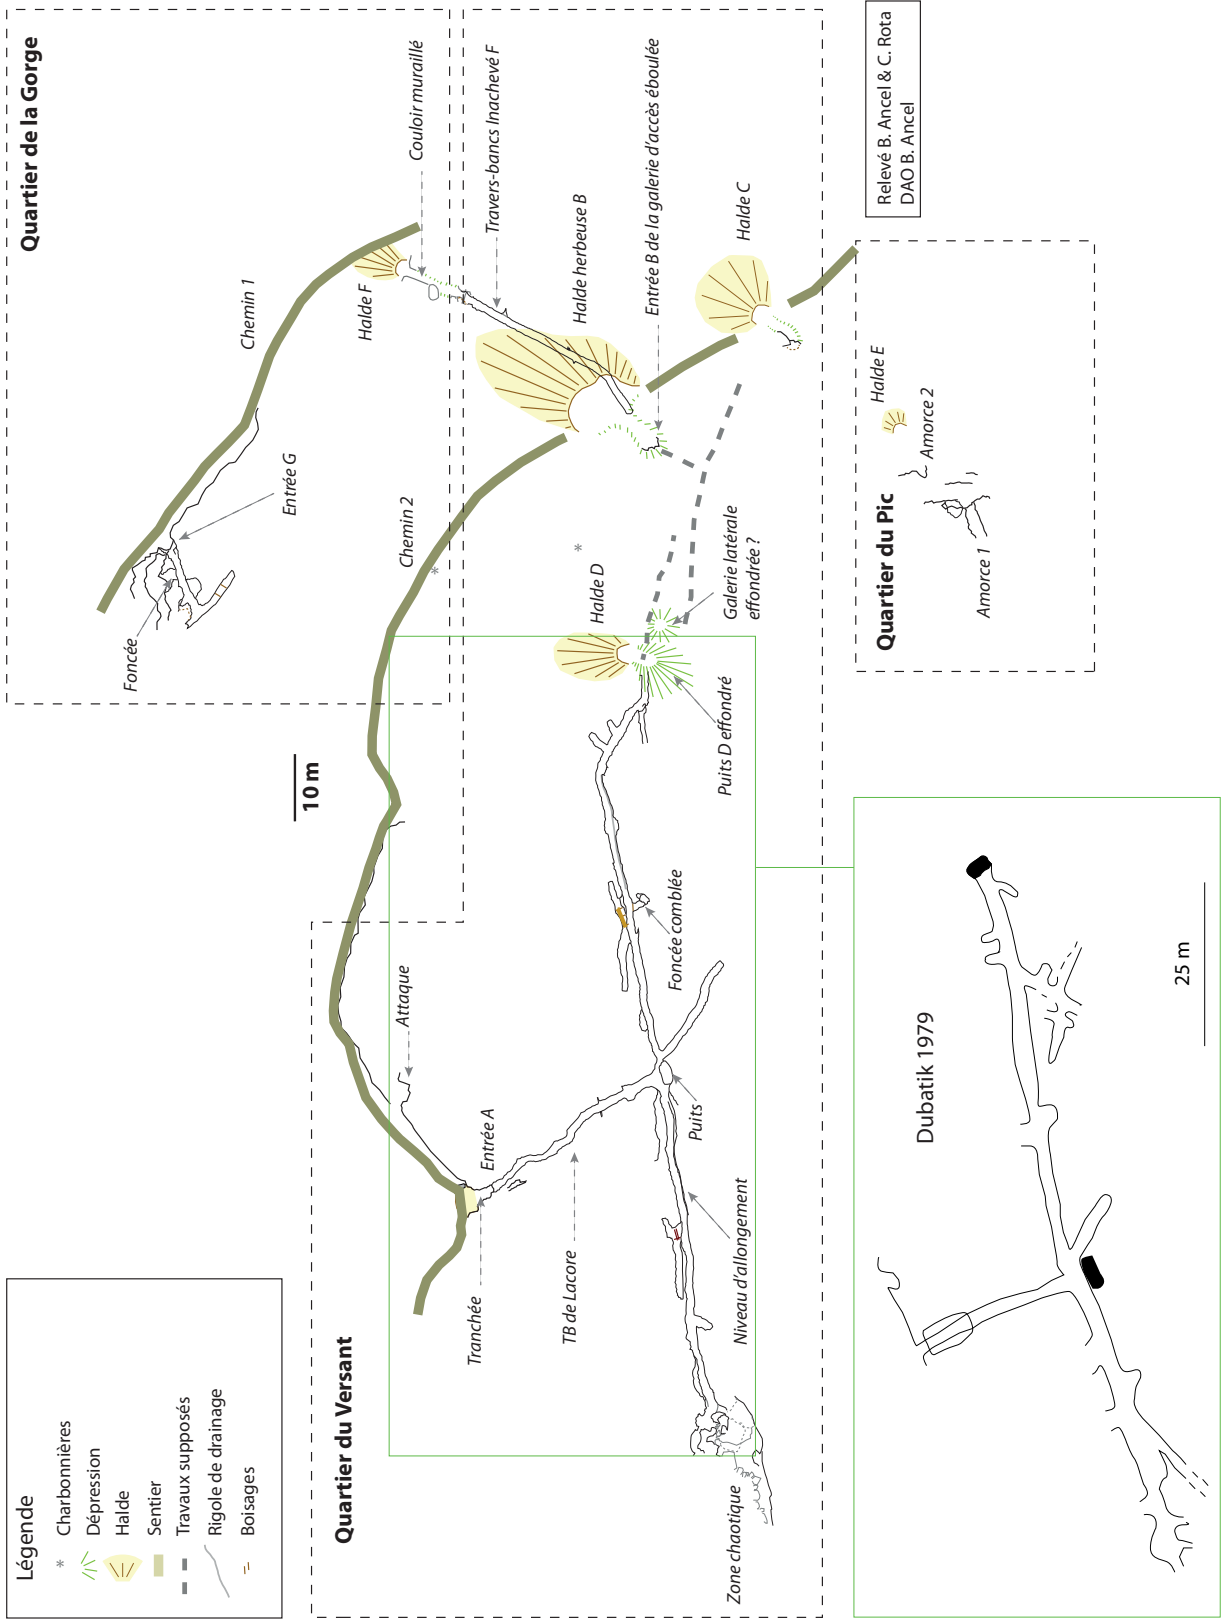 Légende
Charbonnières
Dépression
Halde
Sentier
Travaux supposés
Rigole de drainage
Boisages
Quartier du Versant
Zone chaotique
Tranchée
TB de Lacore
Niveau d'allongement
Entrée A
Puits
Attaque
Foncée comblée
10 m
Puits D effondré
Halde D
Galerie latérale
effondrée ?
Chemin 2
Quartier de la Gorge
Foncée
Entrée G
Chemin 1
Halde F
Couloir muraillé
Travers-bancs Inachevé F
Halde herbeuse B
Entrée B de la galerie d'accès éboulée
Halde C
Quartier du Pic
Amorce 1
Amorce 2
Halde E
Relevé B. Ancel & C. Rota
DAO B. Ancel
Dubatik 1979
25 m